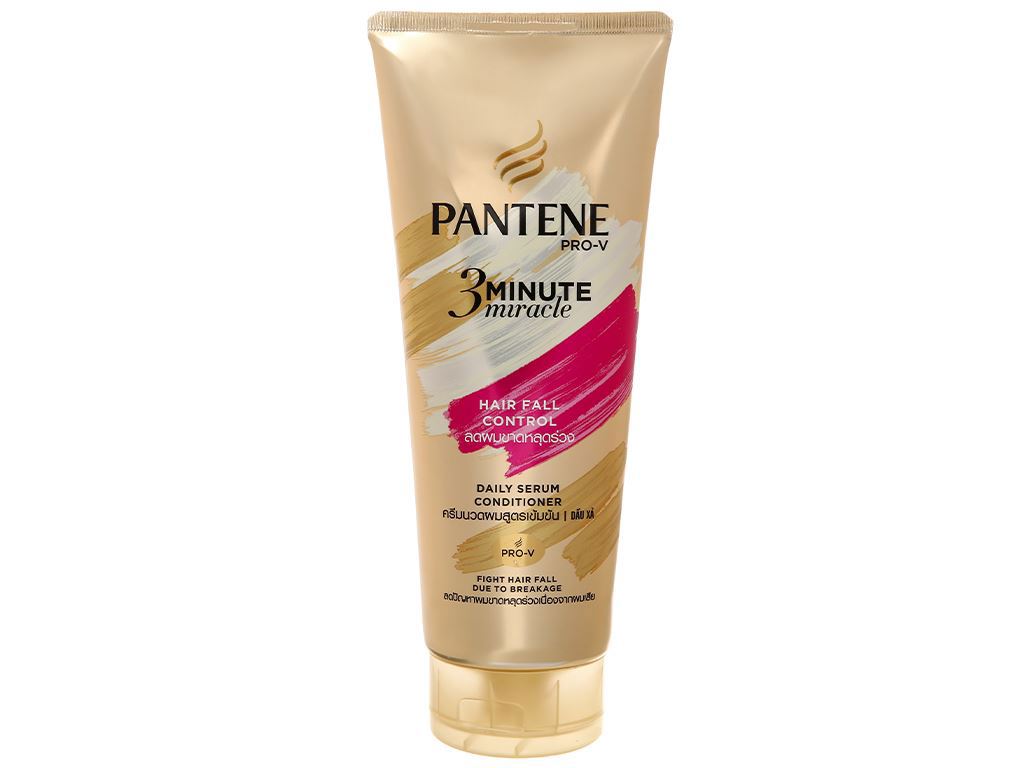 PANTENE
PRO-V
3 MINUTE
miracle
HAIR FALL
CONTROL
ลดผมขาดหลุดร่วง
DAILY SERUM
CONDITIONER
ครีมนวดผมสูตรเข้มข้น | DẦU XẢ
PRO-V
FIGHT HAIR FALL
DUE TO BREAKAGE
ลดปัญหาผมขาดหลุดร่วงเนื่องจากผมเสีย